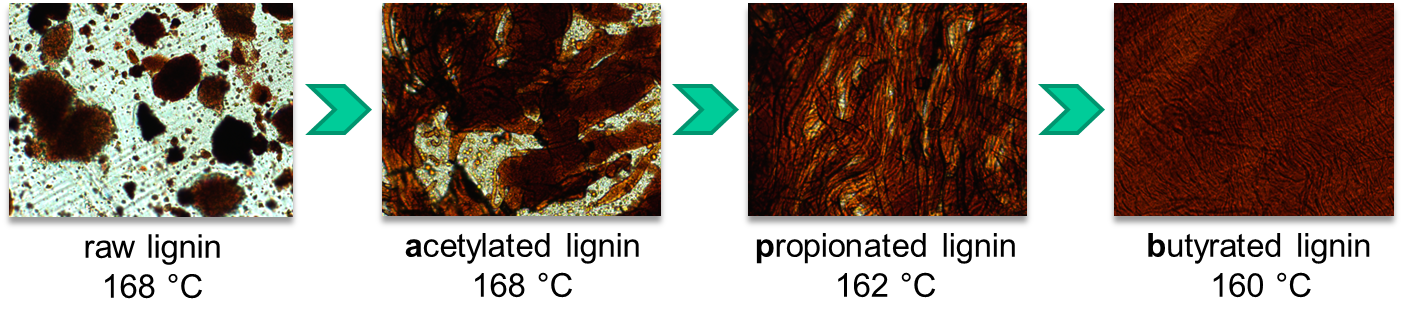 raw lignin
168 °C
acetylated lignin
168 °C
propionated lignin
162 °C
butyrated lignin
160 °C